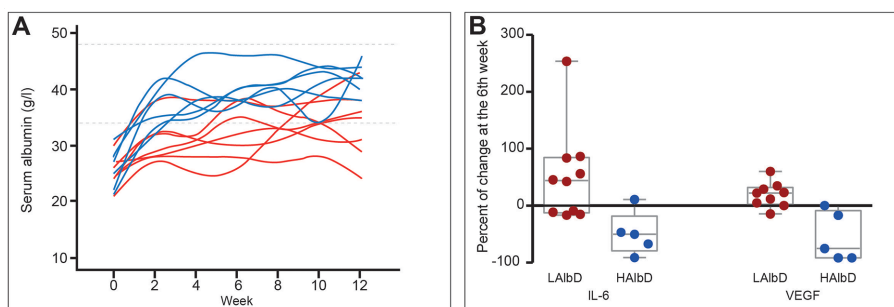 A
Serum albumin (g/l)
50
40
30
20
10
0 2 4 6 8 10 12
Week
B
Percent of change at the 6th week
300
200
100
0
-100
LAlbD HAlbD LAlbD HAlbD
IL-6 VEGF